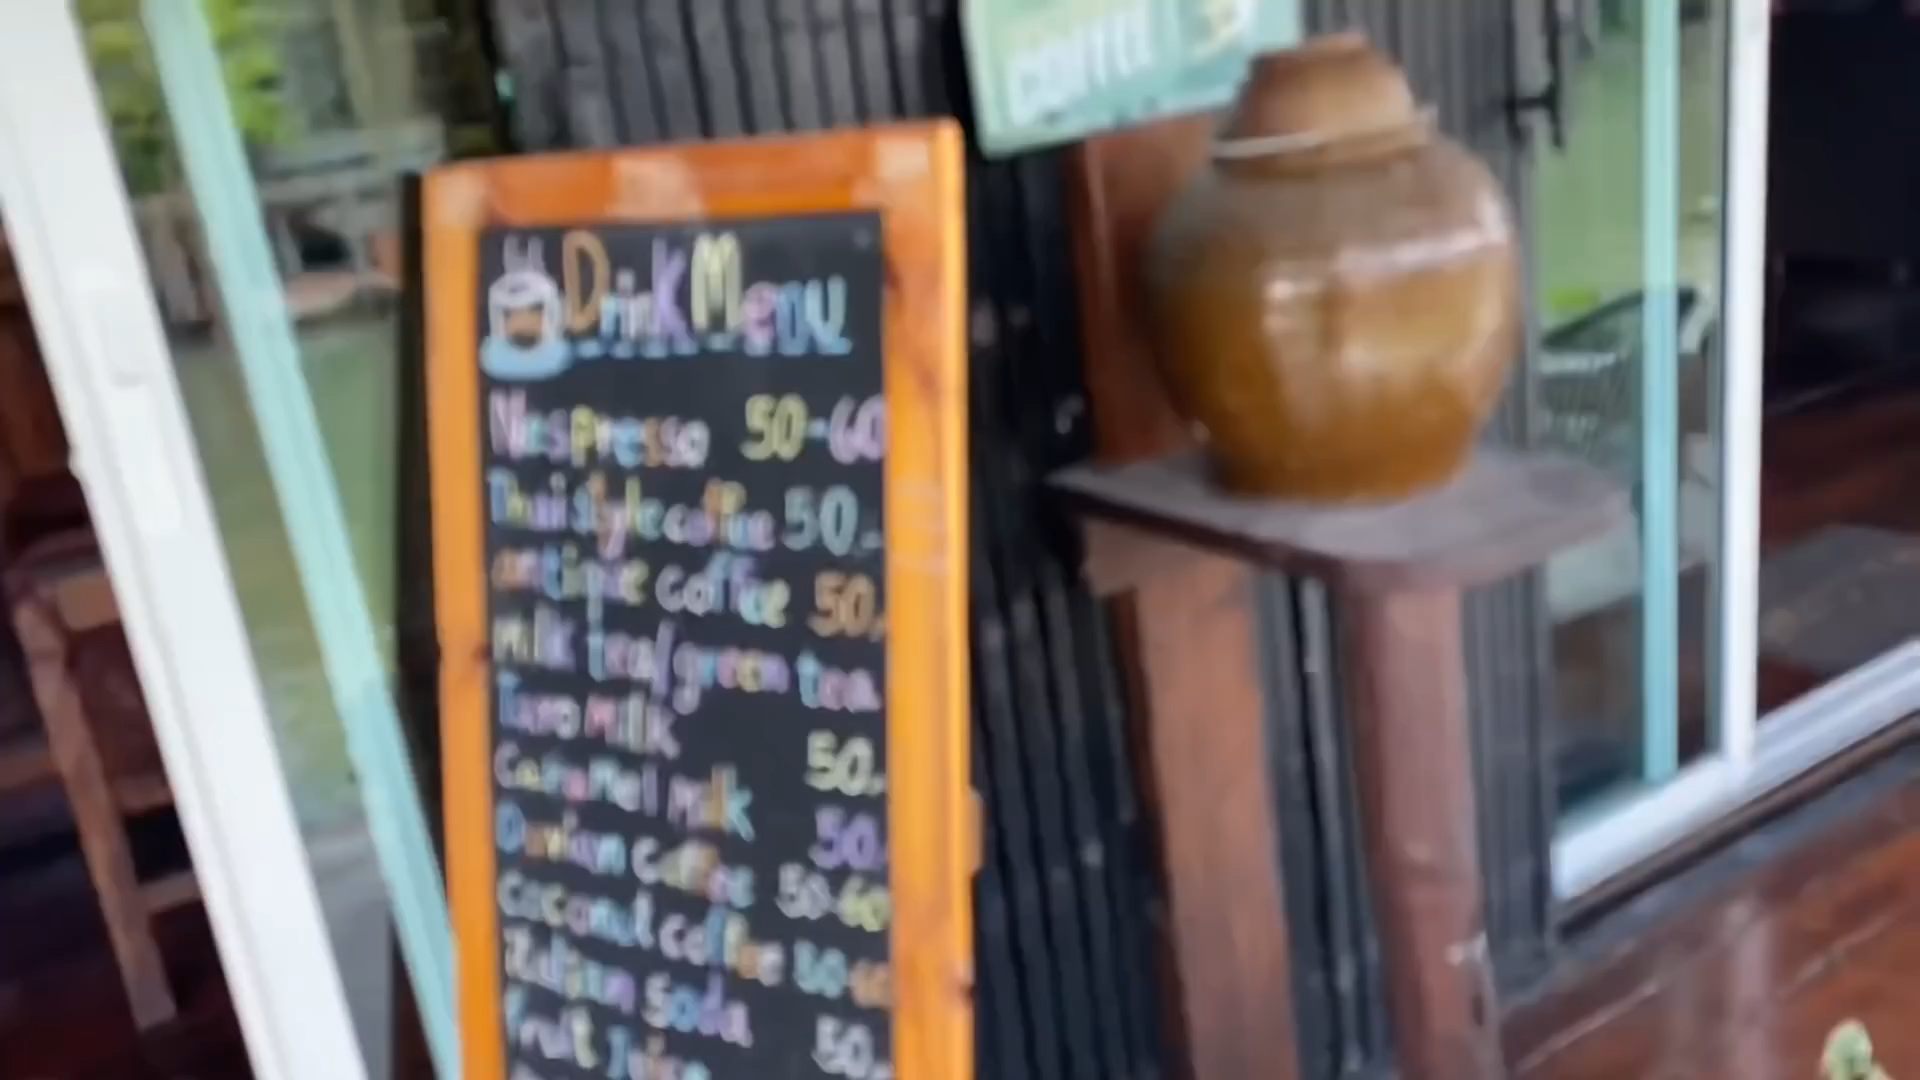 COFFEE
Drink Menu
Nespresso 50-60
Thai style coffee 50.-
antique coffee 50.
Milk tea/green tea
Taro milk 50.
Caramel Milk 50.
Durian coffee 50-60
coconut coffee 50-60
Italian Soda 50.
Fruit Juice